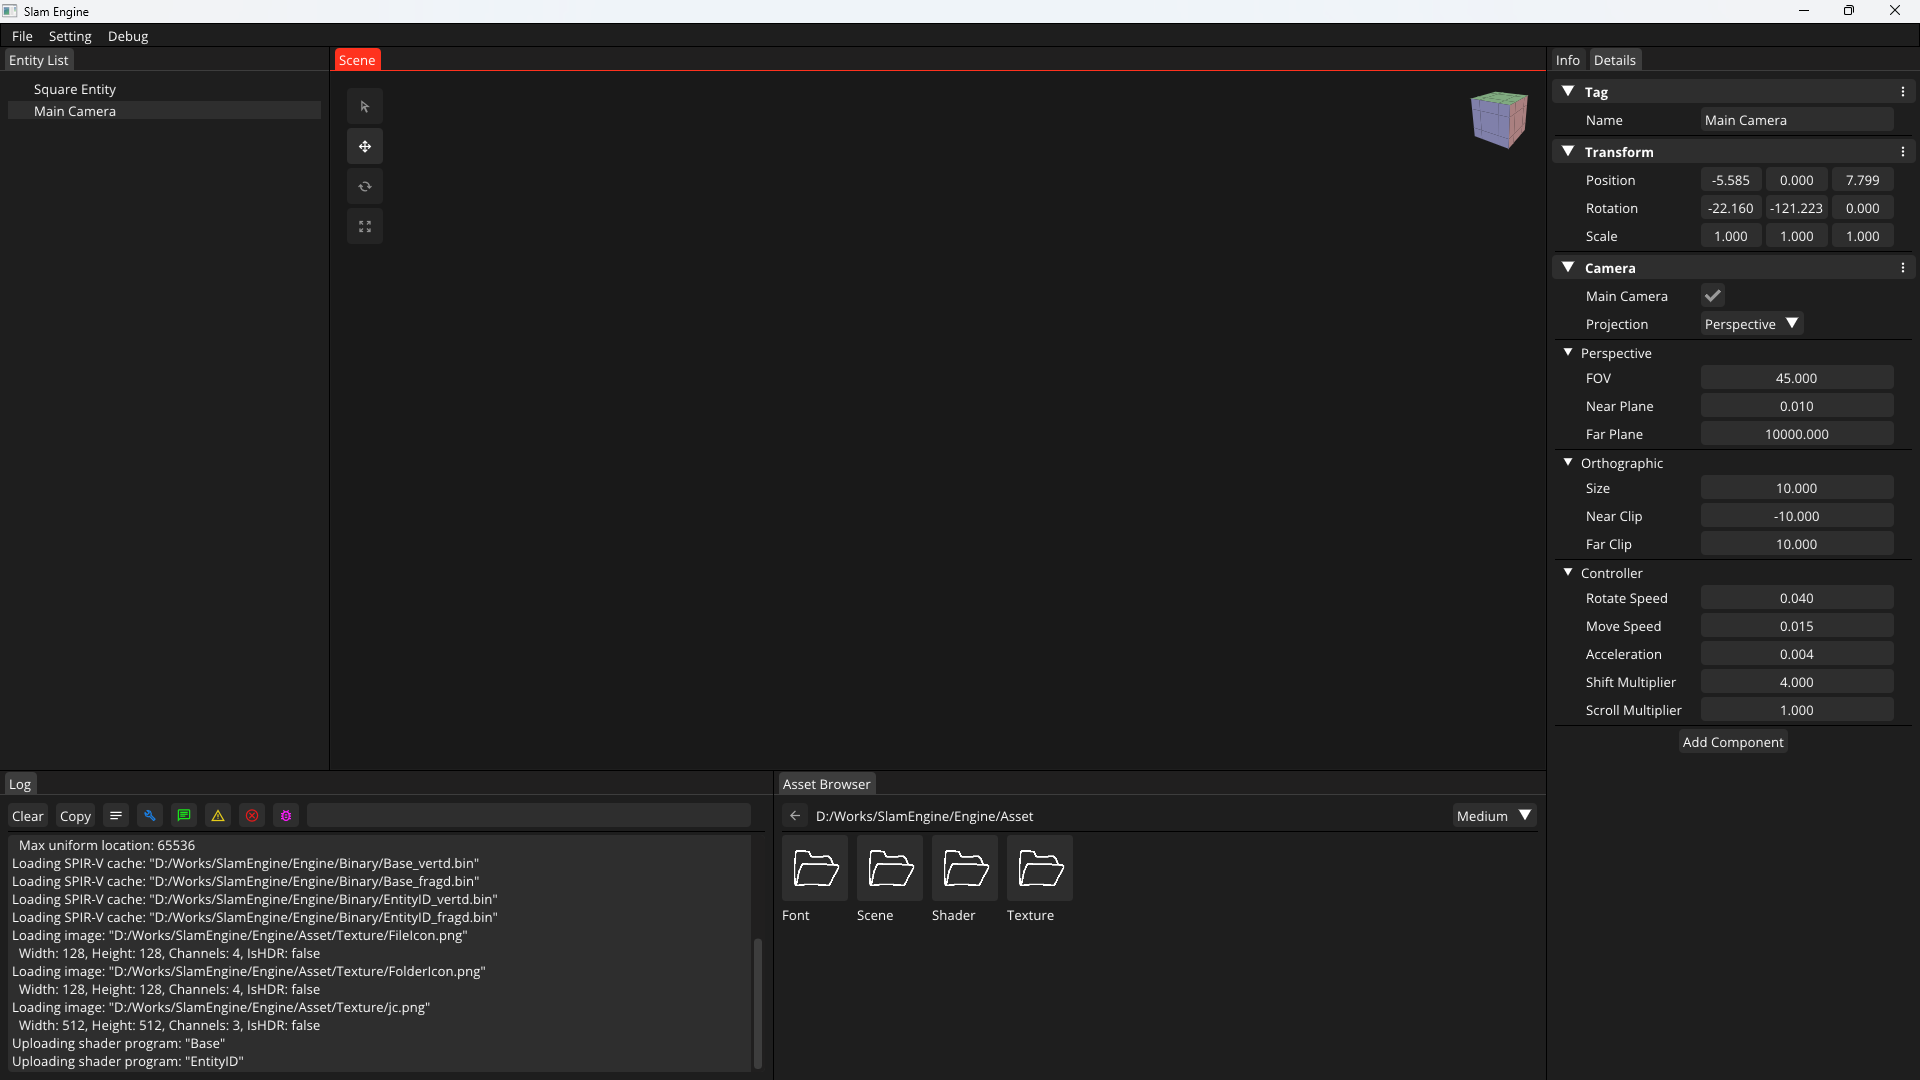 Slam Engine
File Setting Debug
Entity List
Square Entity
Main Camera
Scene
Info Details
Tag
Name Main Camera
Transform
Position -5.585 0.000 7.799
Rotation -22.160 -121.223 0.000
Scale 1.000 1.000 1.000
Camera
Main Camera
Projection Perspective
Perspective
FOV 45.000
Near Plane 0.010
Far Plane 10000.000
Orthographic
Size 10.000
Near Clip -10.000
Far Clip 10.000
Controller
Rotate Speed 0.040
Move Speed 0.015
Acceleration 0.004
Shift Multiplier 4.000
Scroll Multiplier 1.000
Add Component
Log
Clear Copy
Max uniform location: 65536
Loading SPIR-V cache: "D:/Works/SlamEngine/Engine/Binary/Base_vertd.bin"
Loading SPIR-V cache: "D:/Works/SlamEngine/Engine/Binary/Base_fragd.bin"
Loading SPIR-V cache: "D:/Works/SlamEngine/Engine/Binary/EntityID_vertd.bin"
Loading SPIR-V cache: "D:/Works/SlamEngine/Engine/Binary/EntityID_fragd.bin"
Loading image: "D:/Works/SlamEngine/Engine/Asset/Texture/FileIcon.png"
Width: 128, Height: 128, Channels: 4, IsHDR: false
Loading image: "D:/Works/SlamEngine/Engine/Asset/Texture/FolderIcon.png"
Width: 128, Height: 128, Channels: 4, IsHDR: false
Loading image: "D:/Works/SlamEngine/Engine/Asset/Texture/jc.png"
Width: 512, Height: 512, Channels: 3, IsHDR: false
Uploading shader program: "Base"
Uploading shader program: "EntityID"
Asset Browser
D:/Works/SlamEngine/Engine/Asset Medium
Font Scene Shader Texture